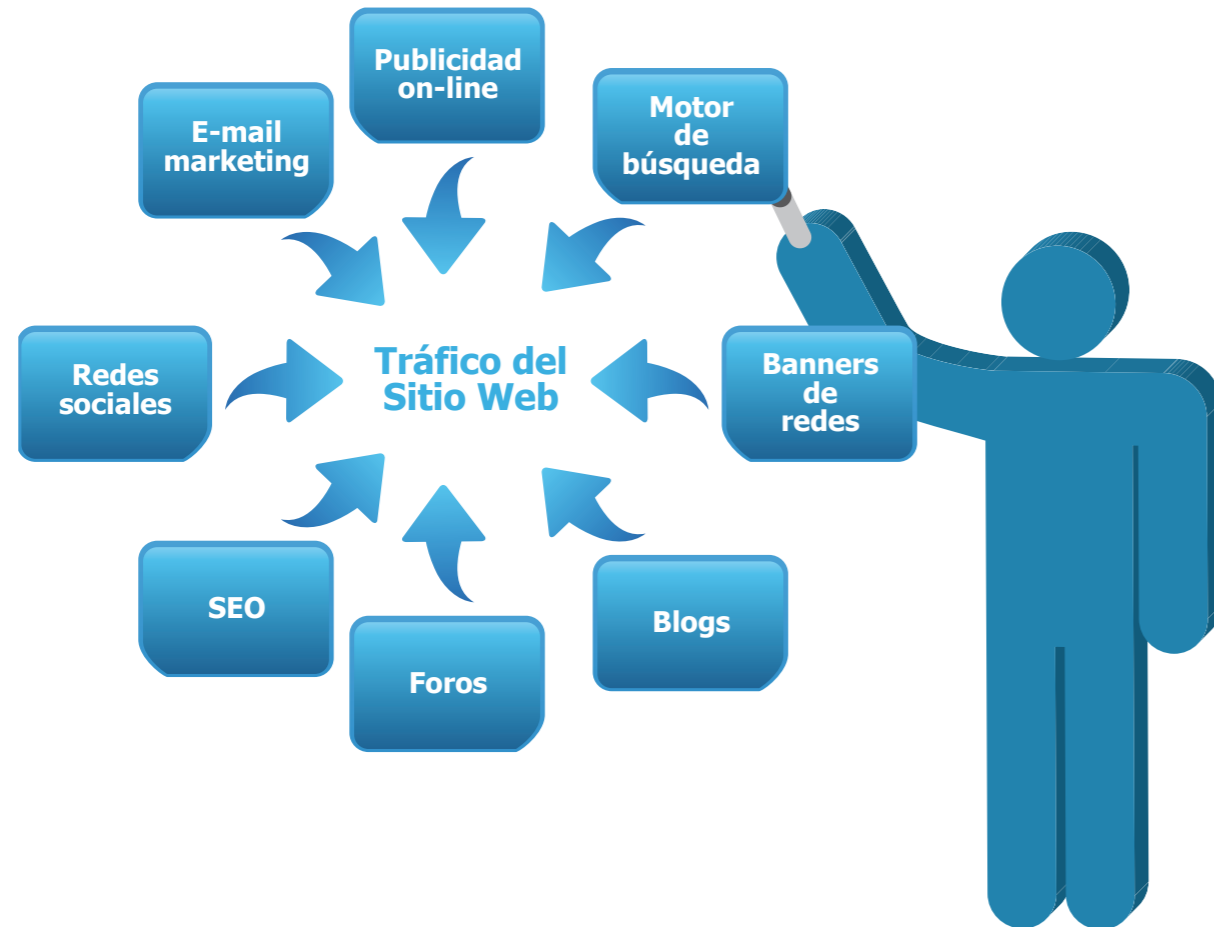 Publicidad
on-line
E-mail
marketing
Motor
de
búsqueda
Redes
sociales
Tráfico del
Sitio Web
Banners
de
redes
SEO
Blogs
Foros